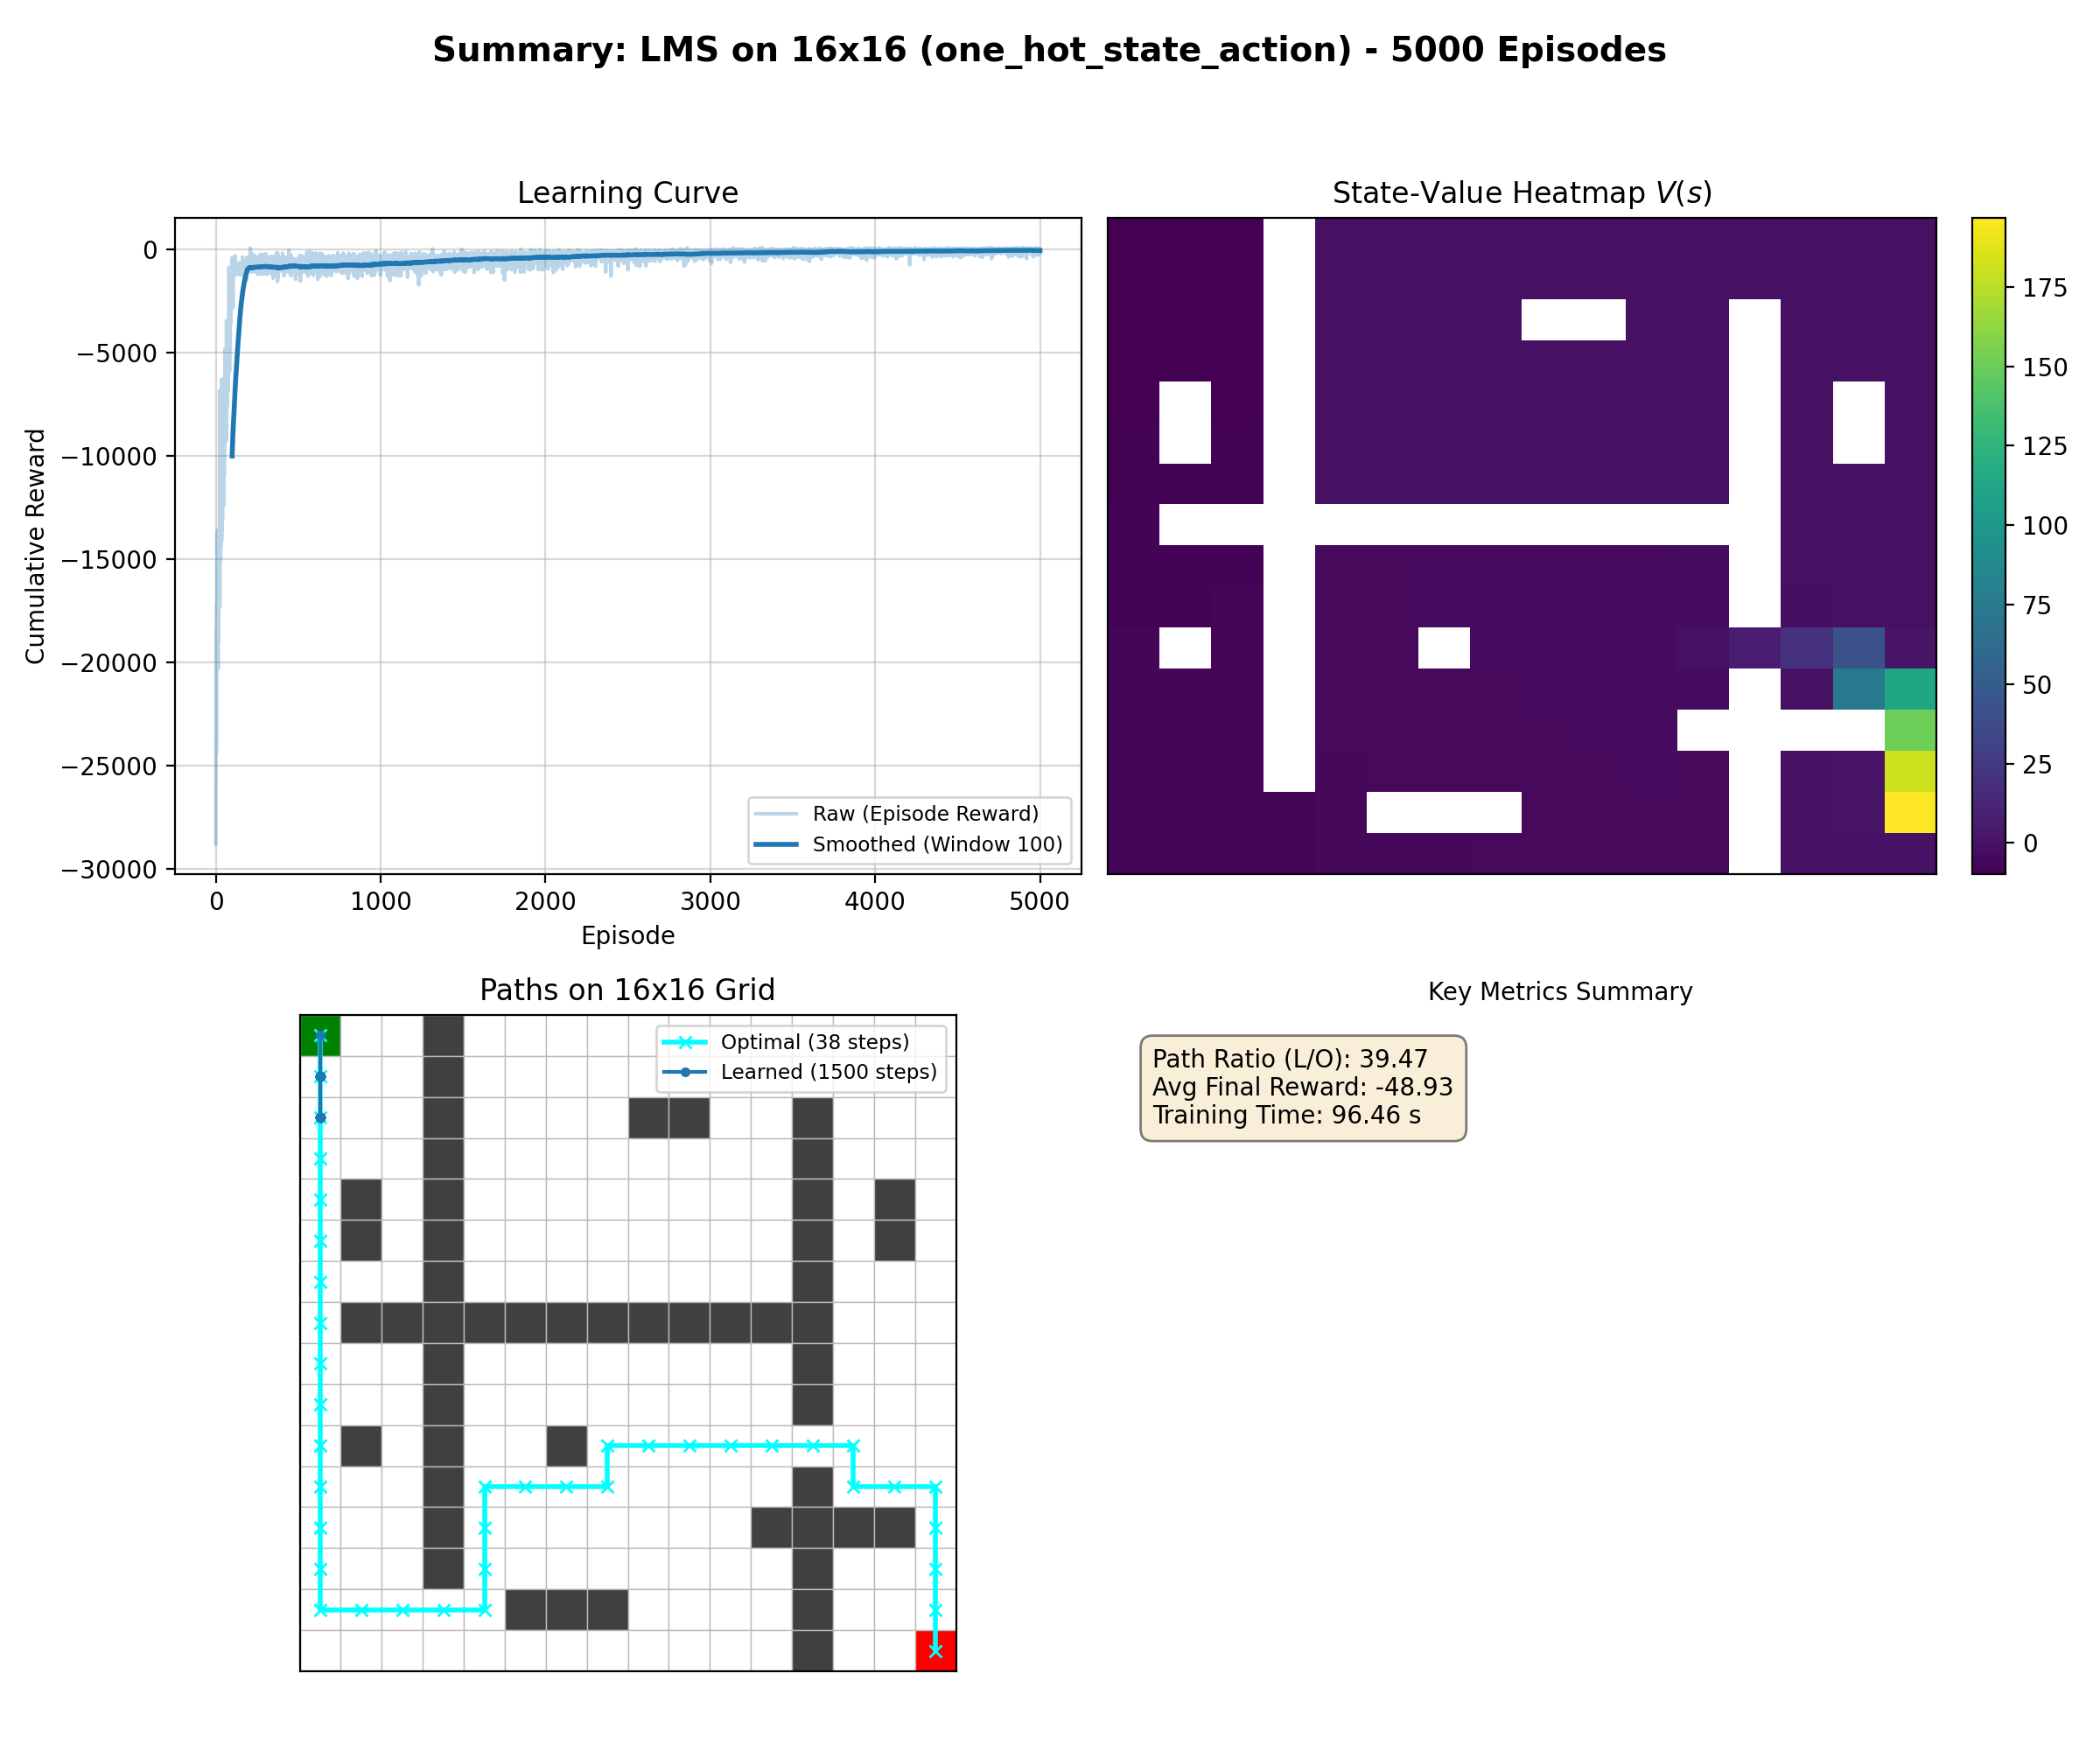 Summary: LMS on 16x16 (one_hot_state_action) - 5000 Episodes
Learning Curve
Cumulative Reward
0
−5000
−10000
−15000
−20000
−25000
−30000
Raw (Episode Reward)
Smoothed (Window 100)
0
1000
2000
3000
4000
5000
Episode
State-Value Heatmap V(s)
175
150
125
100
75
50
25
0
Paths on 16x16 Grid
Optimal (38 steps)
Learned (1500 steps)
Key Metrics Summary
Path Ratio (L/O): 39.47
Avg Final Reward: -48.93
Training Time: 96.46 s